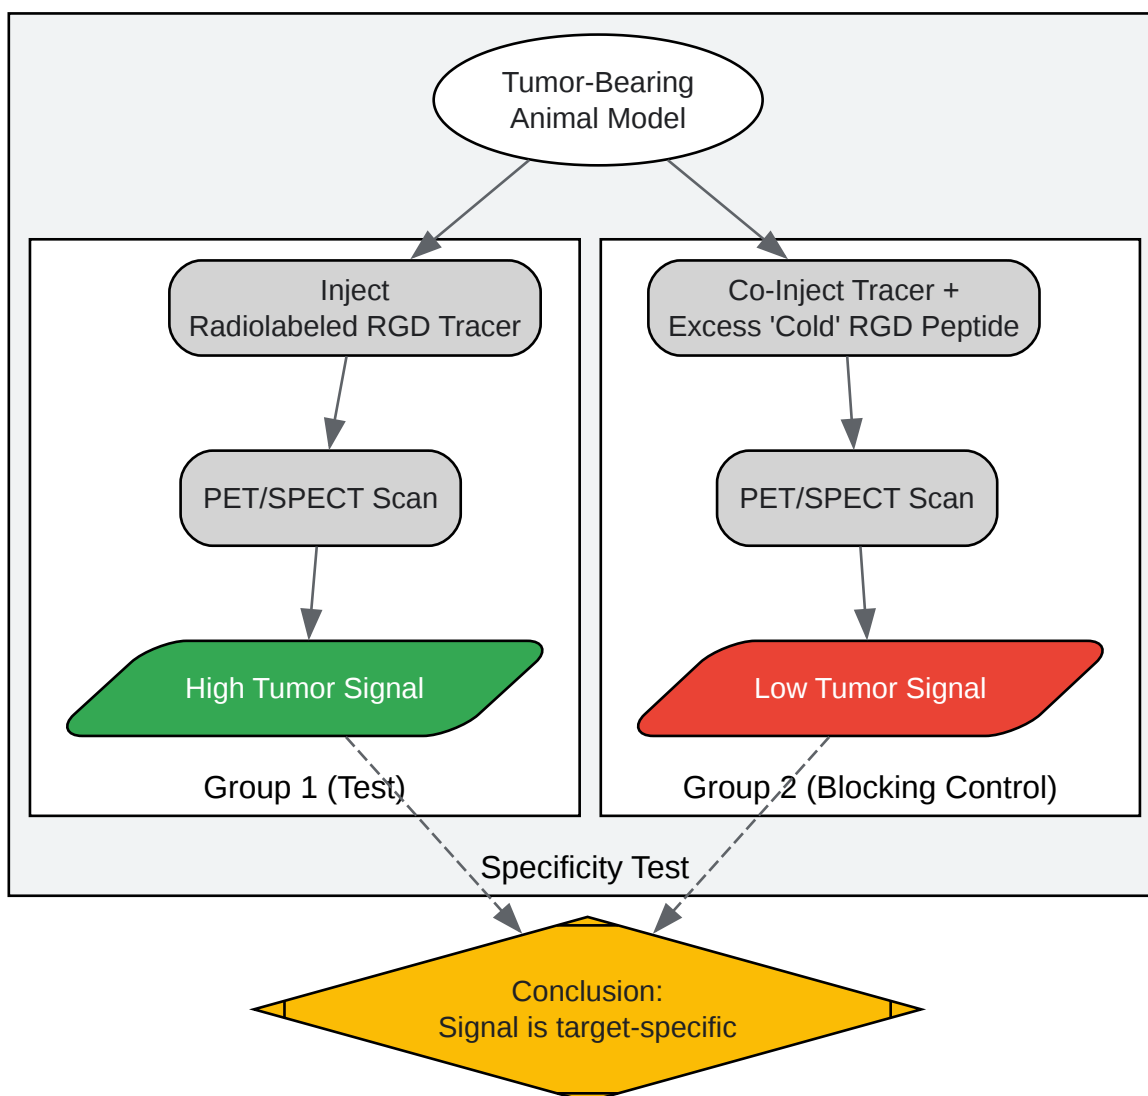 Tumor-Bearing
Animal Model
Inject
Radiolabeled RGD Tracer
PET/SPECT Scan
High Tumor Signal
Group 1 (Test)
Co-Inject Tracer +
Excess 'Cold' RGD Peptide
PET/SPECT Scan
Low Tumor Signal
Group 2 (Blocking Control)
Specificity Test
Conclusion:
Signal is target-specific